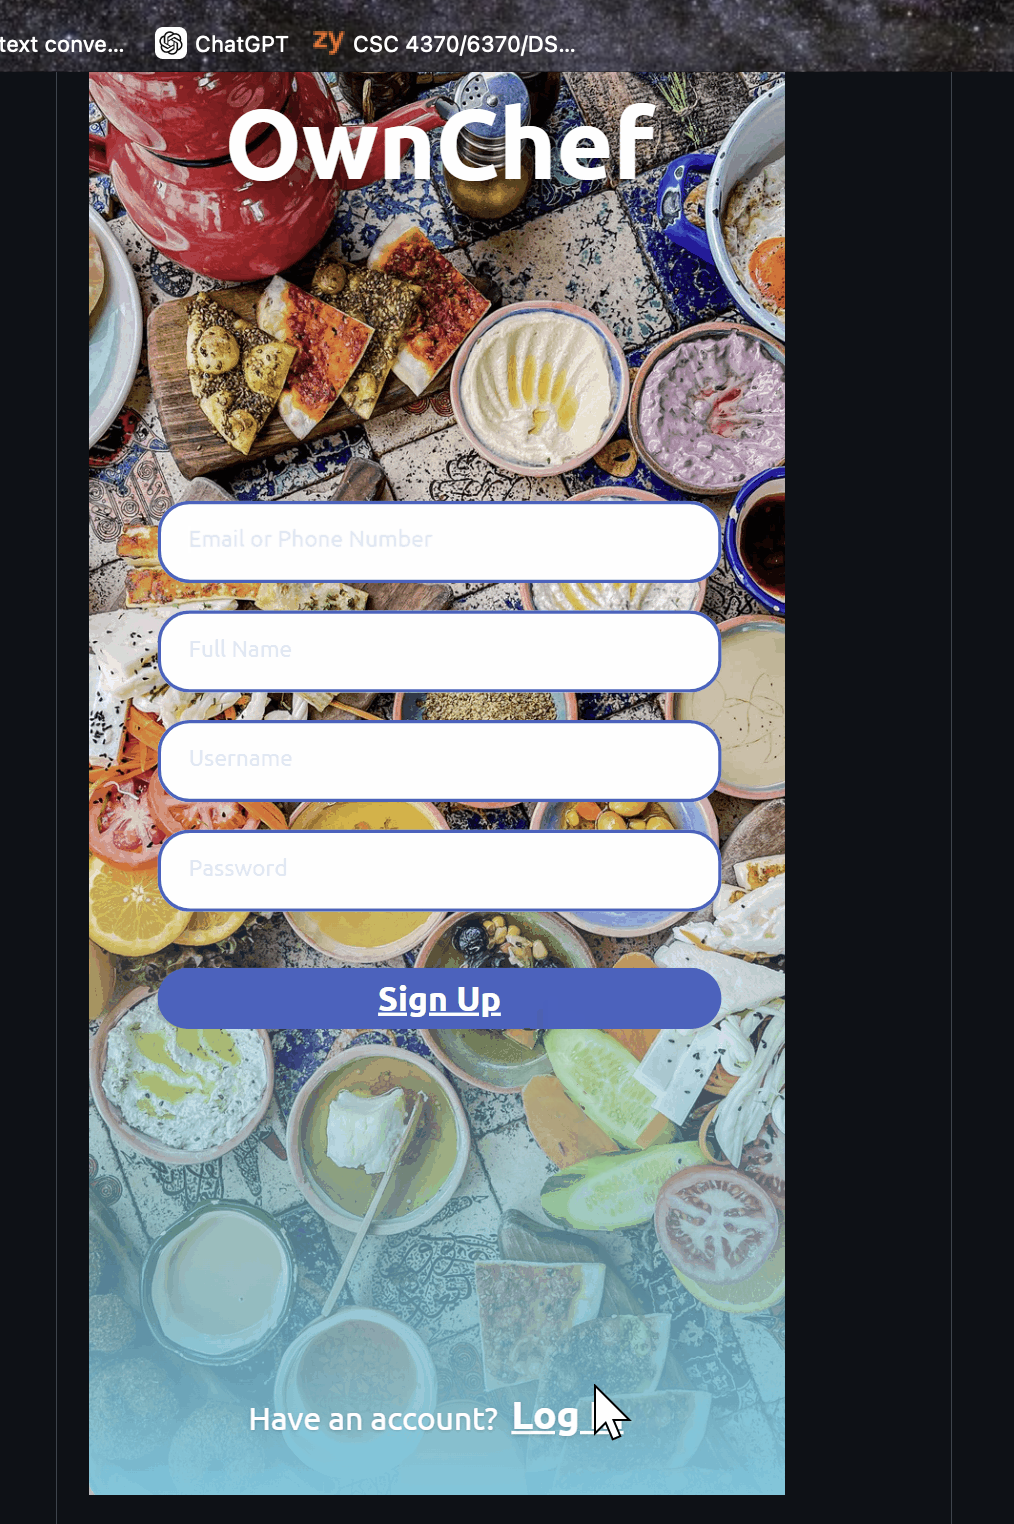 text conve... ChatGPT zy CSC 4370/6370/DS...
OwnChef
Email or Phone Number
Full Name
Username
Password
Sign Up
Have an account? Log